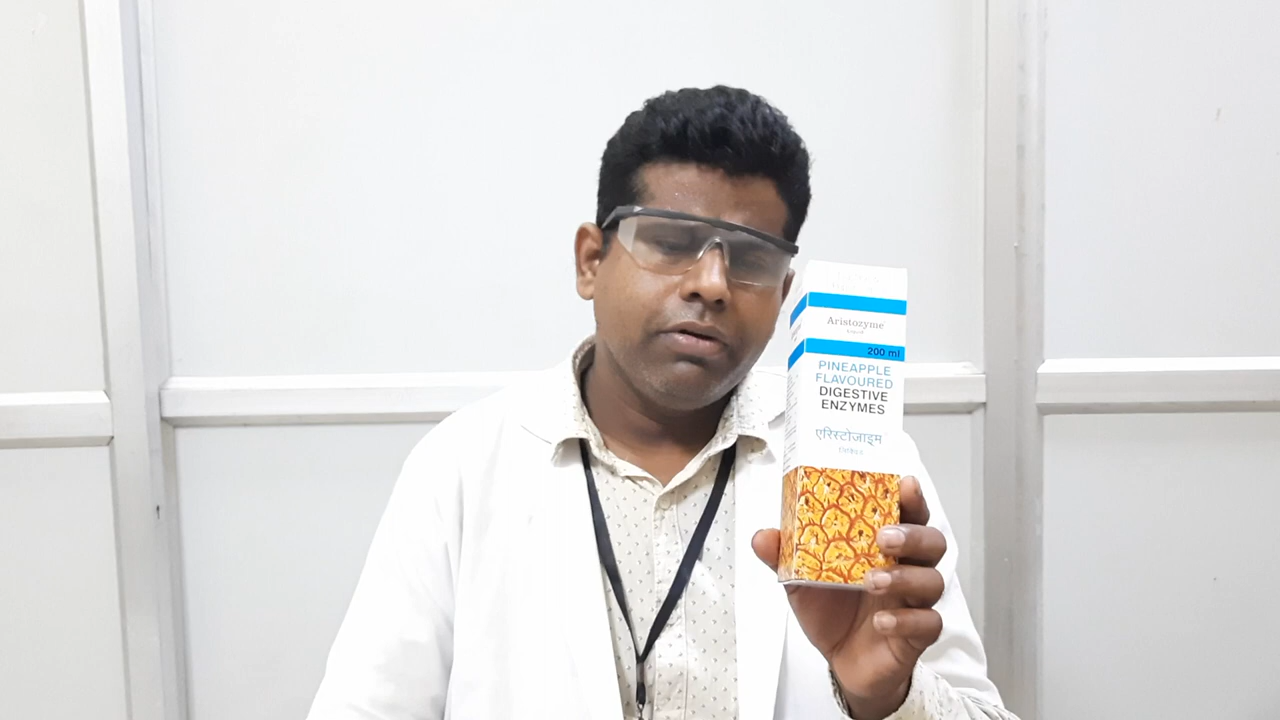 Aristozyme
200 ml
PINEAPPLE
FLAVOURED
DIGESTIVE
ENZYMES
एरिस्टोजाइम